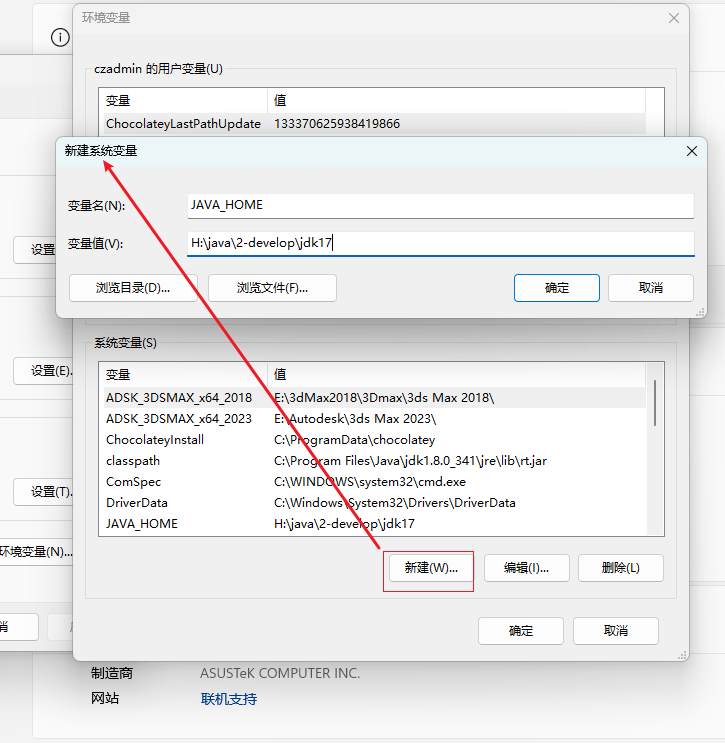 环境变量
czadmin 的用户变量(U)
变量 值
ChocolateyLastPathUpdate 133370625938419866
新建系统变量
变量名(N): JAVA_HOME
变量值(V): H:\java\2-develop\jdk17
浏览目录(D)... 浏览文件(F)... 确定 取消
设置
系统变量(S)
变量 值
设置(E).
ADSK_3DSMAX_x64_2018 E:\3dMax2018\3Dmax\3ds Max 2018\
ADSK_3DSMAX_x64_2023 E:\Autodesk\3ds Max 2023\
ChocolateyInstall C:\ProgramData\chocolatey
classpath C:\Program Files\Java\jdk1.8.0_341\jre\lib\rt.jar
ComSpec C:\WINDOWS\system32\cmd.exe
设置(T).
DriverData C:\Windows\System32\Drivers\DriverData
JAVA_HOME H:\java\2-develop\jdk17
环境变量(N)...
新建(W)... 编辑(I)... 删除(L)
确定 取消
制造商 ASUSTeK COMPUTER INC.
网站 联机支持